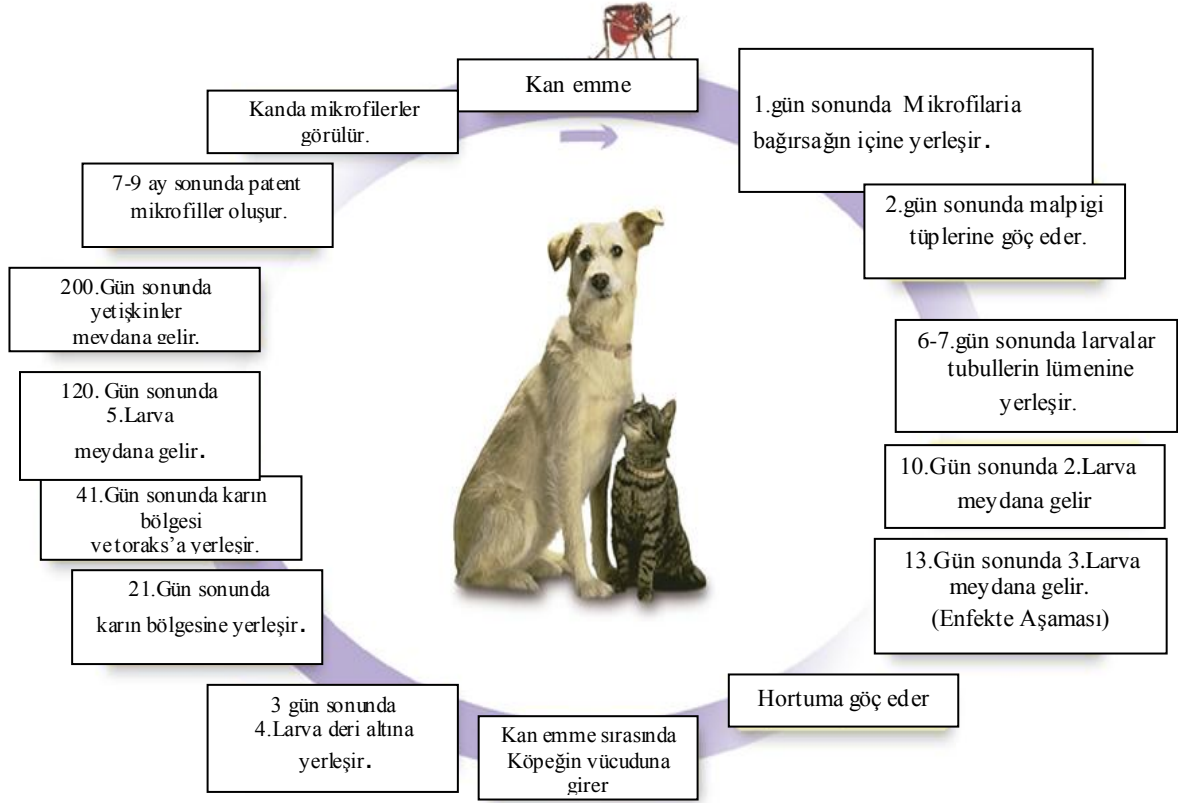 Kan emme
1.gün sonunda Mikrofilaria
bağırsağın içine yerleşir.
2.gün sonunda malpigi
tüplerine göç eder.
6-7.gün sonunda larvalar
tubullerin lümenine
yerleşir.
10.Gün sonunda 2.Larva
meydana gelir
13.Gün sonunda 3.Larva
meydana gelir.
(Enfekte Aşaması)
Hortuma göç eder
Kan emme sırasında
Köpeğin vücuduna
girer
3 gün sonunda
4.Larva deri altına
yerleşir.
21.Gün sonunda
karın bölgesine yerleşir.
41.Gün sonunda karın
bölgesi
ve toraks’a yerleşir.
120. Gün sonunda
5.Larva
meydana gelir.
200.Gün sonunda
yetişkinler
meydana gelir.
7-9 ay sonunda patent
mikrofiller oluşur.
Kanda mikrofilerler
görülür.